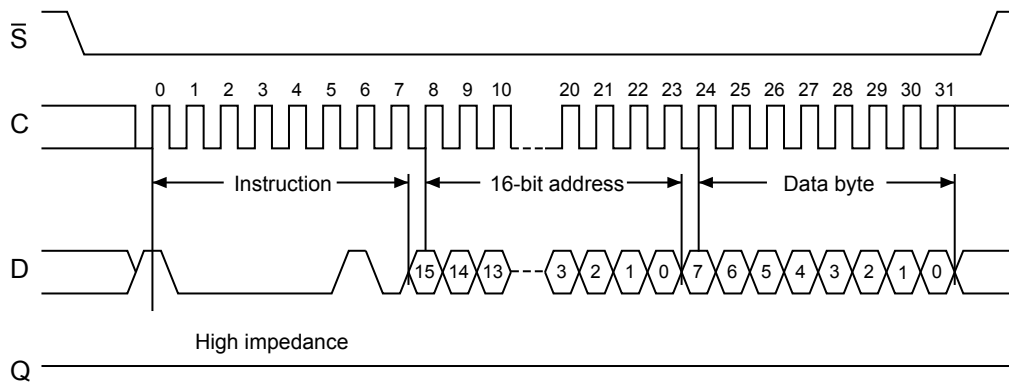 S̅
0 1 2 3 4 5 6 7 8 9 10 20 21 22 23 24 25 26 27 28 29 30 31
C
Instruction 16-bit address Data byte
D 15 14 13 3 2 1 0 7 6 5 4 3 2 1 0
High impedance
Q